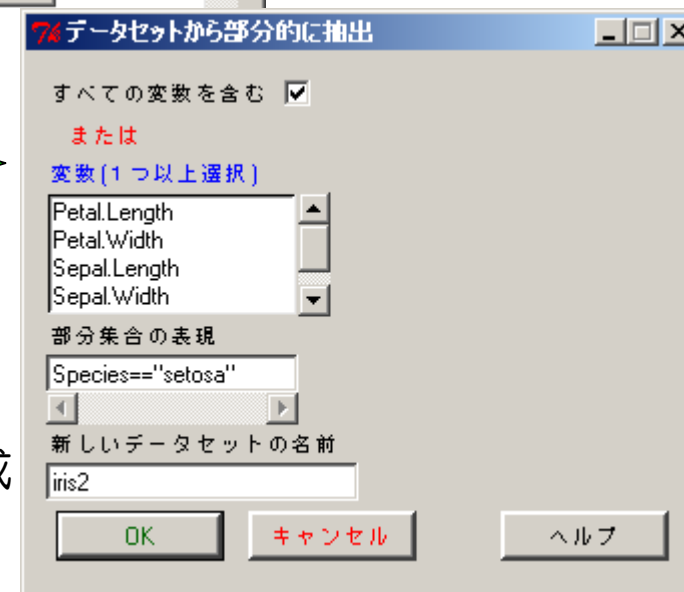 データセットから部分的に抽出
すべての変数を含む
または
変数(1 つ以上選択)
Petal.Length
Petal.Width
Sepal.Length
Sepal.Width
部分集合の表現
Species=="setosa"
新しいデータセットの名前
iris2
OK キャンセル ヘルプ